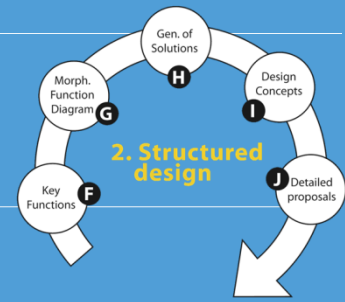 Gen. of
Solutions
H
Morph.
Function
Diagram
G
Design
Concepts
I
2. Structured
design
Key
Functions
F
J
Detailed
proposals